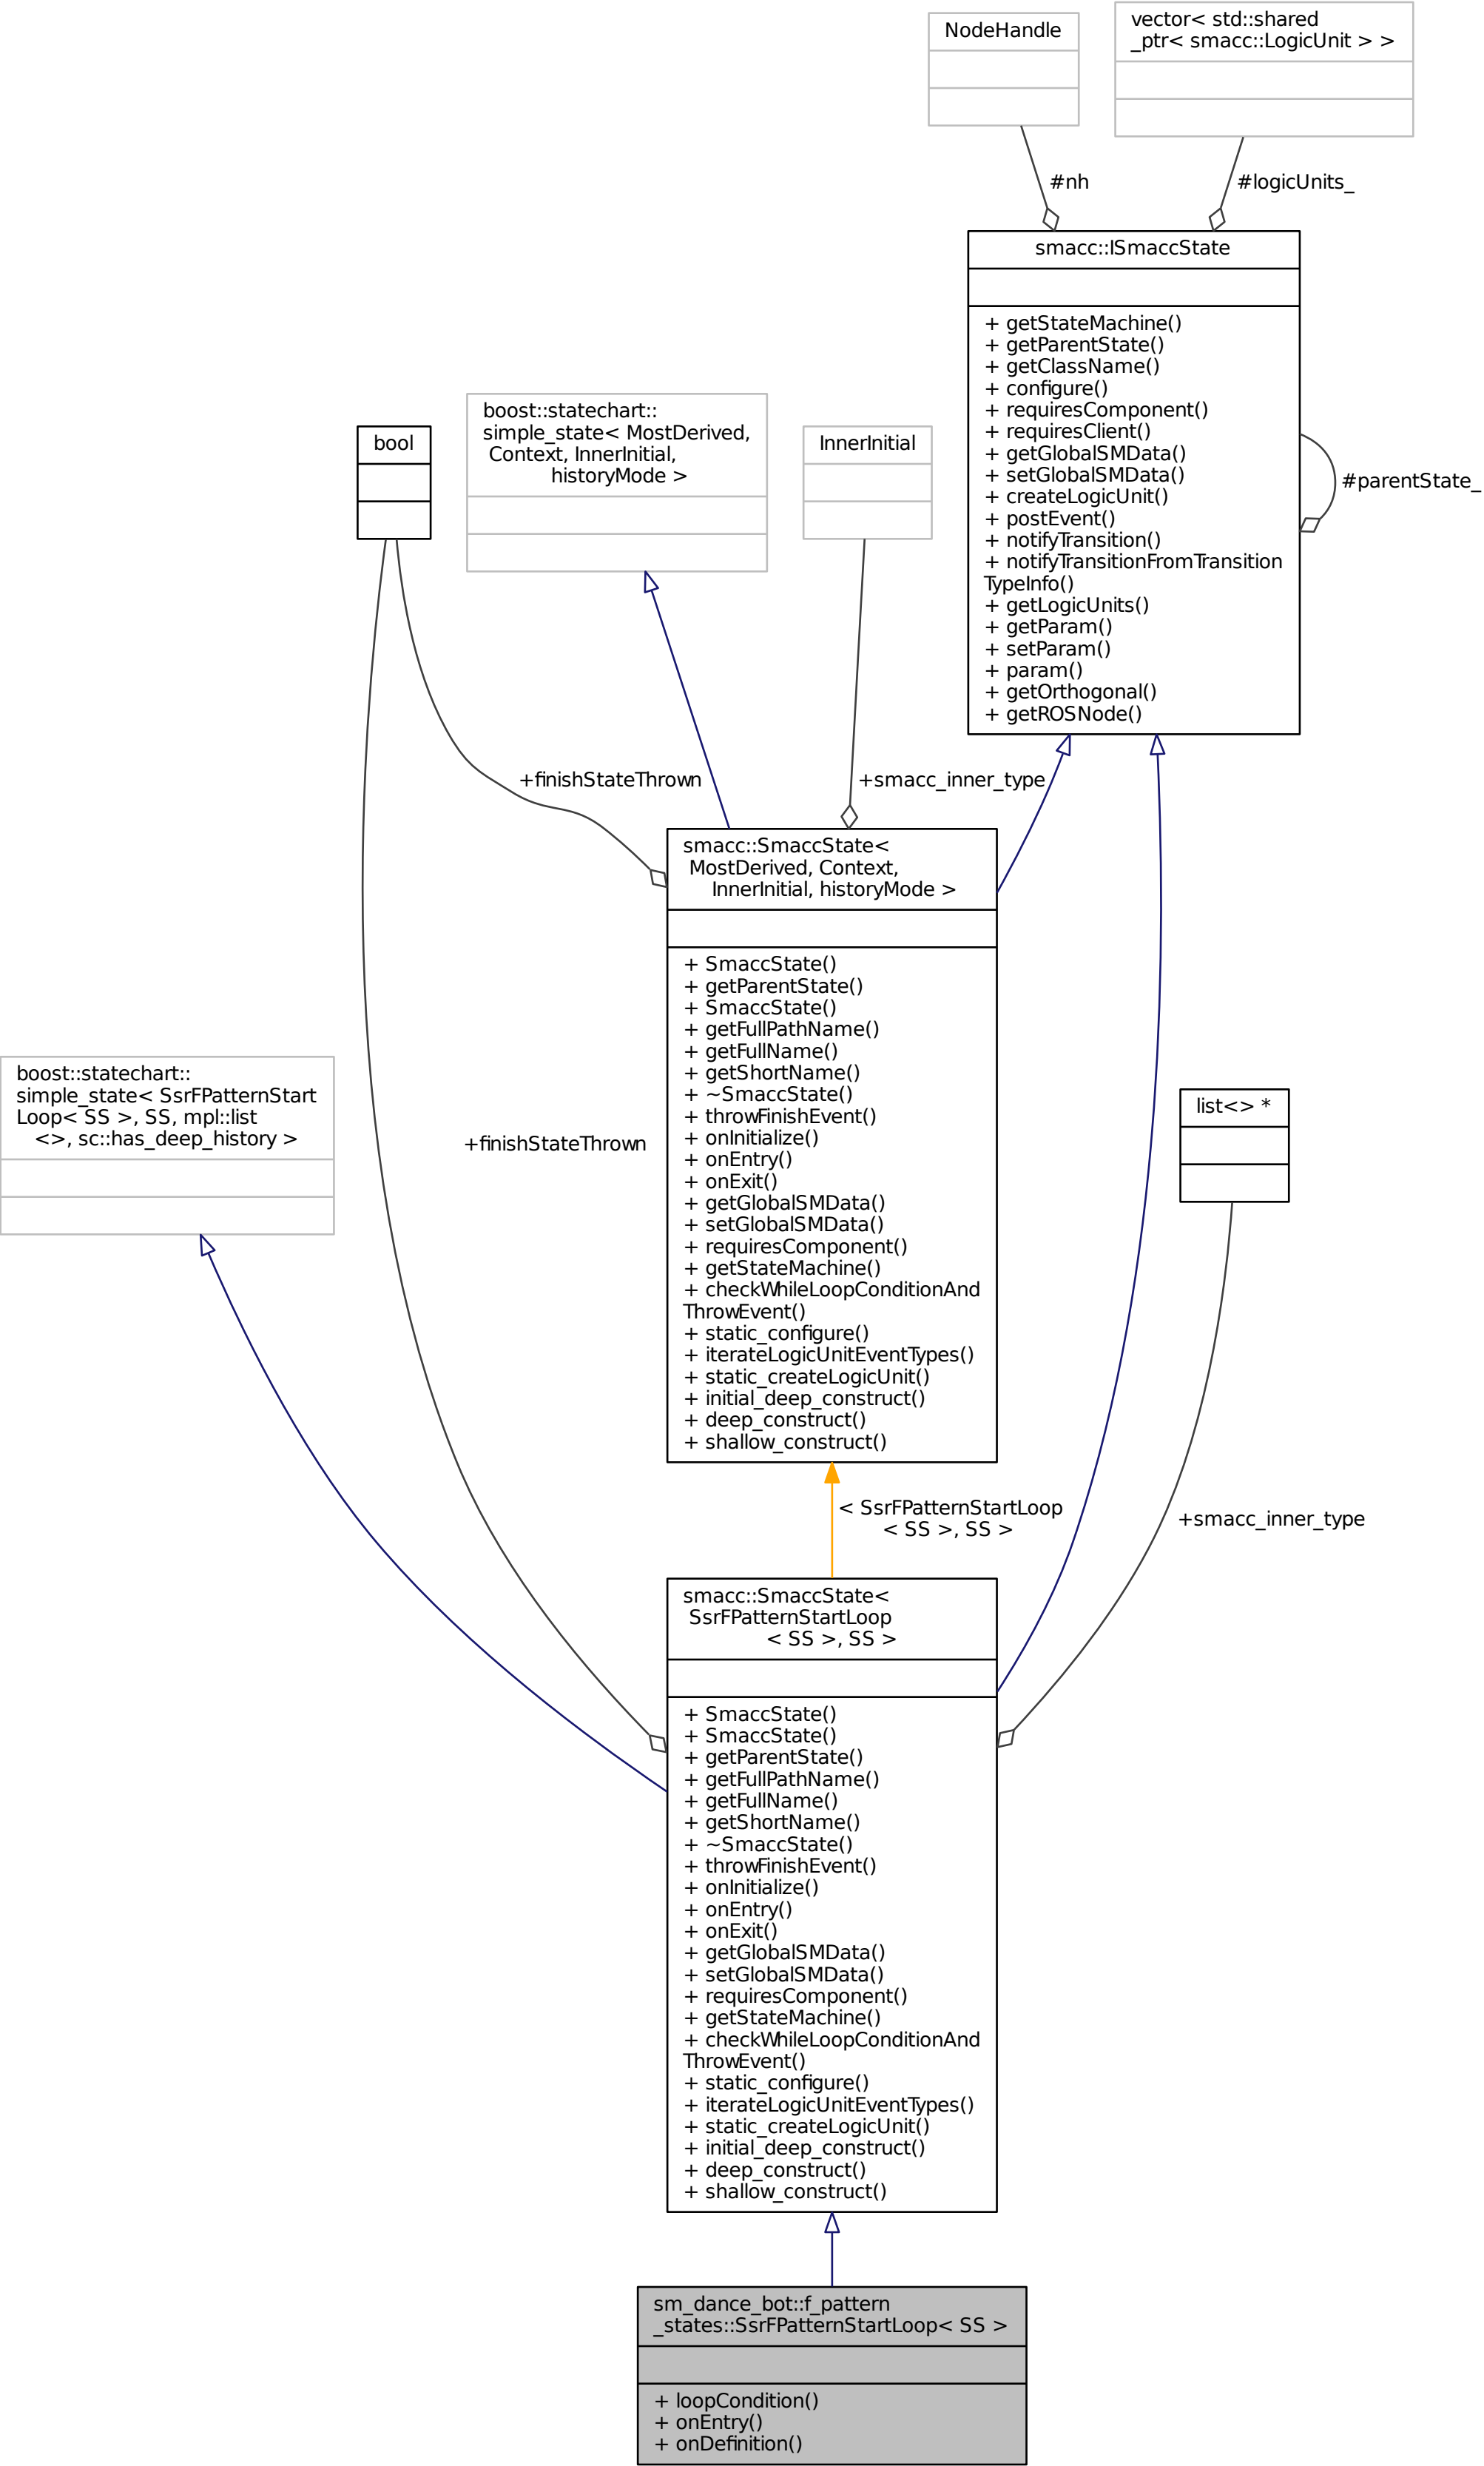 NodeHandle
vector< std::shared
_ptr< smacc::LogicUnit > >
#nh
#logicUnits_
smacc::ISmaccState
+ getStateMachine()
+ getParentState()
+ getClassName()
+ configure()
+ requiresComponent()
+ requiresClient()
+ getGlobalSMData()
+ setGlobalSMData()
+ createLogicUnit()
+ postEvent()
+ notifyTransition()
+ notifyTransitionFromTransition
TypeInfo()
+ getLogicUnits()
+ getParam()
+ setParam()
+ param()
+ getOrthogonal()
+ getROSNode()
#parentState_
bool
boost::statechart::
simple_state< MostDerived,
Context, InnerInitial,
historyMode >
InnerInitial
+finishStateThrown
+smacc_inner_type
smacc::SmaccState<
MostDerived, Context,
InnerInitial, historyMode >
+ SmaccState()
+ getParentState()
+ SmaccState()
+ getFullPathName()
+ getFullName()
+ getShortName()
+ ~SmaccState()
+ throwFinishEvent()
+ onInitialize()
+ onEntry()
+ onExit()
+ getGlobalSMData()
+ setGlobalSMData()
+ requiresComponent()
+ getStateMachine()
+ checkWhileLoopConditionAnd
ThrowEvent()
+ static_configure()
+ iterateLogicUnitEventTypes()
+ static_createLogicUnit()
+ initial_deep_construct()
+ deep_construct()
+ shallow_construct()
boost::statechart::
simple_state< SsrFPatternStart
Loop< SS >, SS, mpl::list
<>, sc::has_deep_history >
+finishStateThrown
list<> *
< SsrFPatternStartLoop
< SS >, SS >
+smacc_inner_type
smacc::SmaccState<
SsrFPatternStartLoop
< SS >, SS >
+ SmaccState()
+ SmaccState()
+ getParentState()
+ getFullPathName()
+ getFullName()
+ getShortName()
+ ~SmaccState()
+ throwFinishEvent()
+ onInitialize()
+ onEntry()
+ onExit()
+ getGlobalSMData()
+ setGlobalSMData()
+ requiresComponent()
+ getStateMachine()
+ checkWhileLoopConditionAnd
ThrowEvent()
+ static_configure()
+ iterateLogicUnitEventTypes()
+ static_createLogicUnit()
+ initial_deep_construct()
+ deep_construct()
+ shallow_construct()
sm_dance_bot::f_pattern
_states::SsrFPatternStartLoop< SS >
+ loopCondition()
+ onEntry()
+ onDefinition()